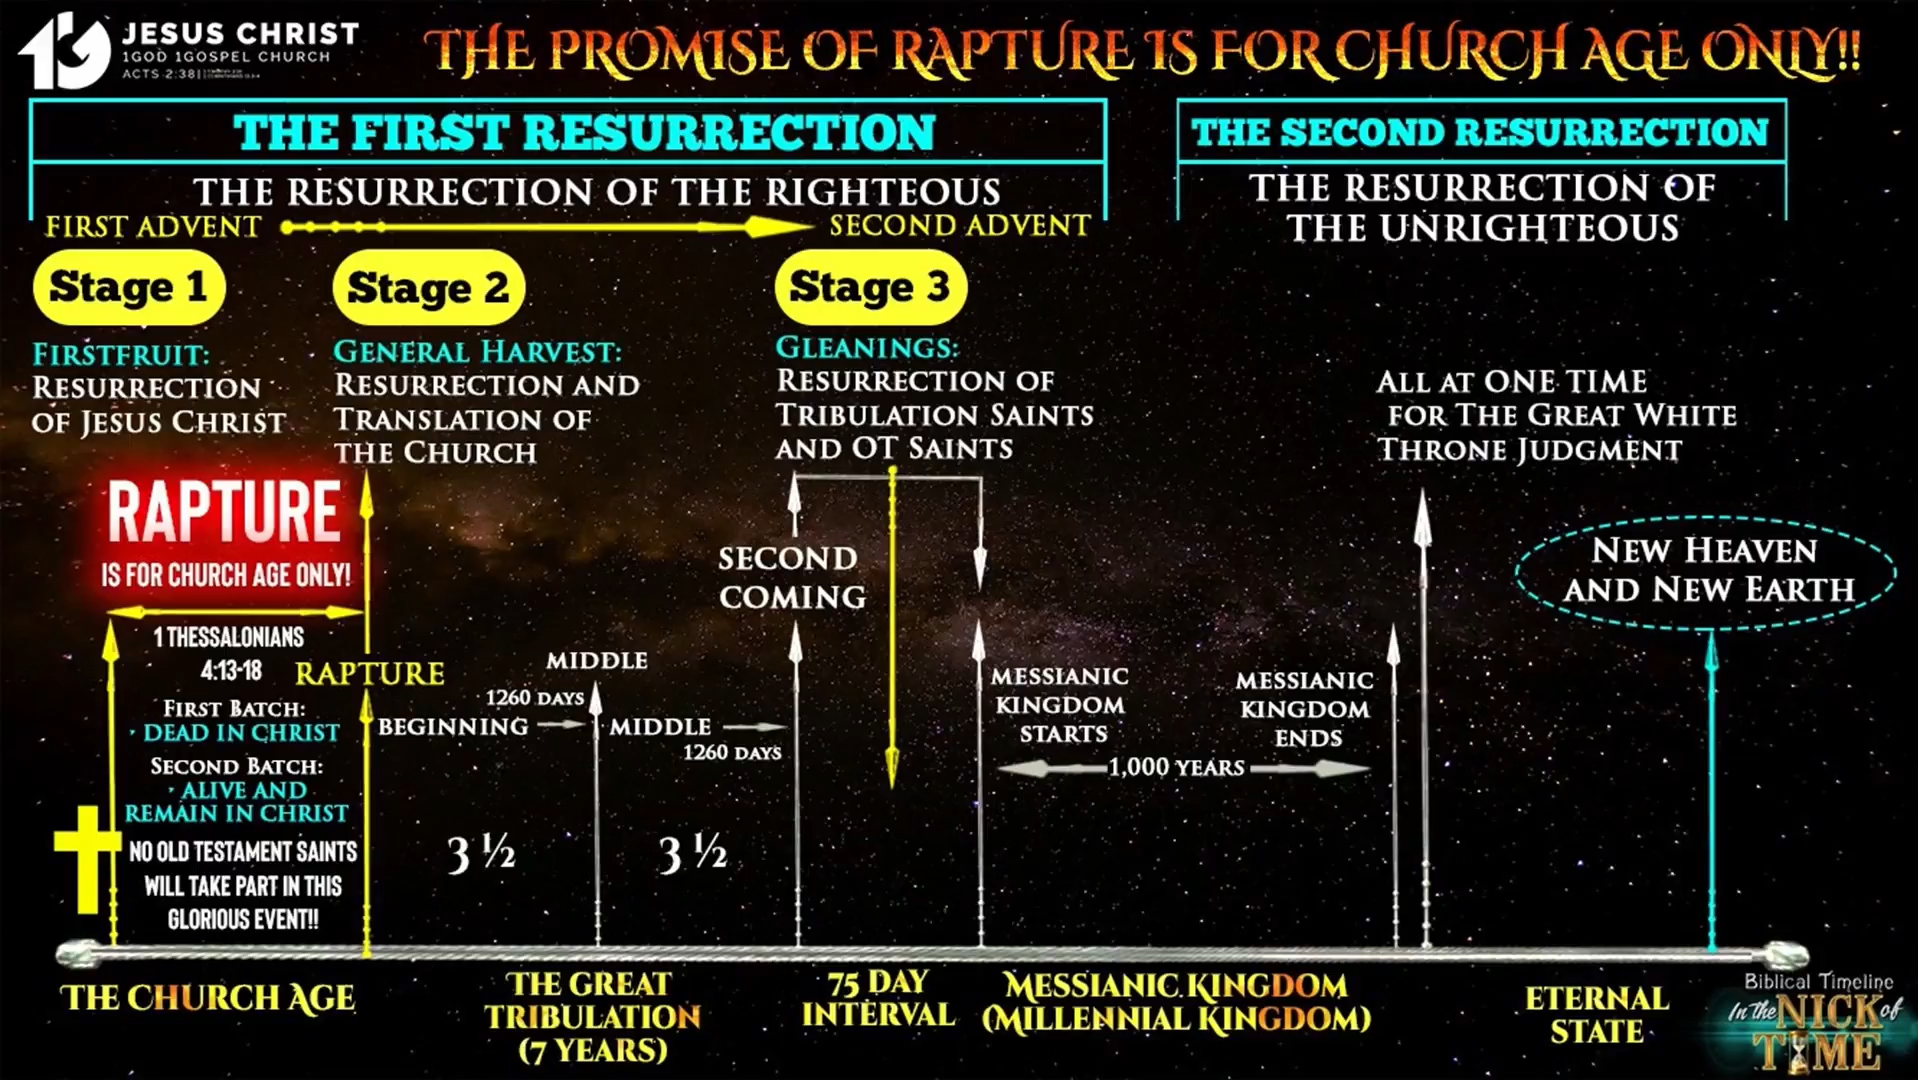 JESUS CHRIST
1GOD 1GOSPEL CHURCH
ACTS 2:38|
THE PROMISE OF RAPTURE IS FOR CHURCH AGE ONLY!!
THE FIRST RESURRECTION
THE RESURRECTION OF THE RIGHTEOUS
FIRST ADVENT
SECOND ADVENT
THE SECOND RESURRECTION
THE RESURRECTION OF
THE UNRIGHTEOUS
Stage 1
FIRSTFRUIT:
RESURRECTION
OF JESUS CHRIST
Stage 2
GENERAL HARVEST:
RESURRECTION AND
TRANSLATION OF
THE CHURCH
Stage 3
GLEANINGS:
RESURRECTION OF
TRIBULATION SAINTS
AND OT SAINTS
ALL AT ONE TIME
FOR THE GREAT WHITE
THRONE JUDGMENT
RAPTURE
IS FOR CHURCH AGE ONLY!
1 THESSALONIANS
4:13-18
RAPTURE
FIRST BATCH:
· DEAD IN CHRIST
SECOND BATCH:
· ALIVE AND
REMAIN IN CHRIST
NO OLD TESTAMENT SAINTS
WILL TAKE PART IN THIS
GLORIOUS EVENT!!
MIDDLE
1260 DAYS
BEGINNING
MIDDLE
1260 DAYS
3 ½
3 ½
SECOND
COMING
MESSIANIC
KINGDOM
STARTS
MESSIANIC
KINGDOM
ENDS
1,000 YEARS
NEW HEAVEN
AND NEW EARTH
THE CHURCH AGE
THE GREAT
TRIBULATION
(7 YEARS)
75 DAY
INTERVAL
MESSIANIC KINGDOM
(MILLENNIAL KINGDOM)
ETERNAL
STATE
Biblical Timeline
In the NICK of
TIME